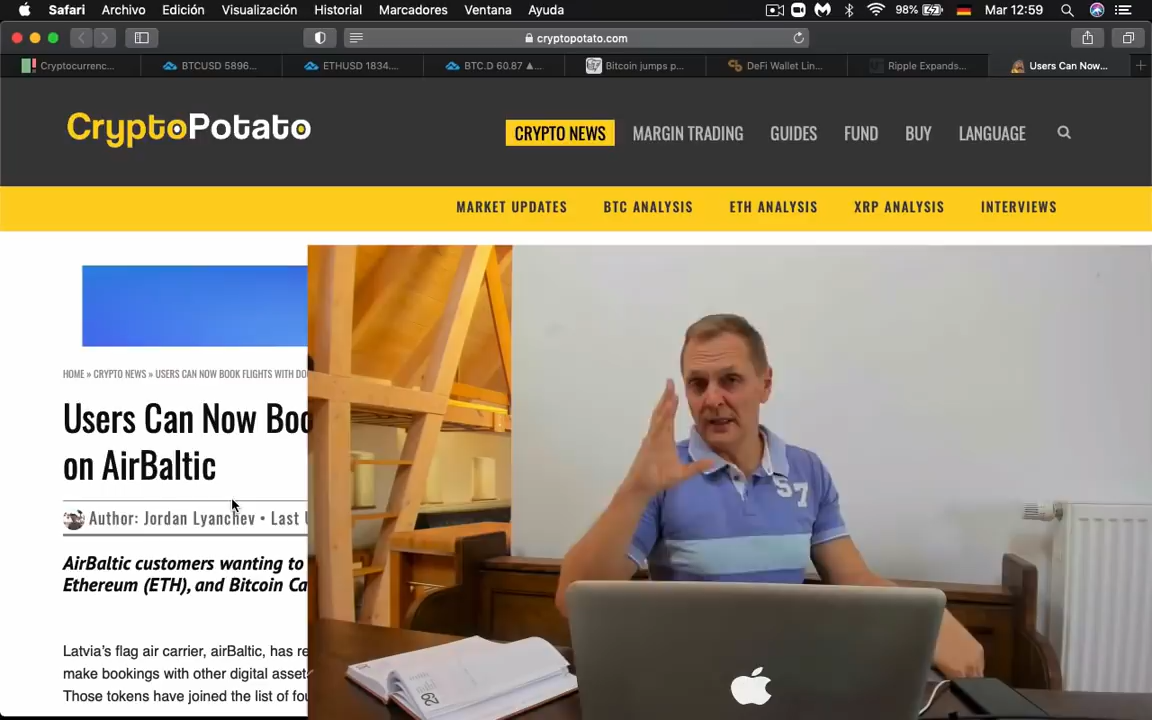 Safari Archivo Edición Visualización Historial Marcadores Ventana Ayuda 98% Mar 12:59
cryptopotato.com
Cryptocurrenc... BTCUSD 5896... ETHUSD 1834.... BTC.D 60.87 ▲... Bitcoin jumps p... DeFi Wallet Lin... Ripple Expands... Users Can Now...
CryptoPotato
CRYPTO NEWS MARGIN TRADING GUIDES FUND BUY LANGUAGE
MARKET UPDATES BTC ANALYSIS ETH ANALYSIS XRP ANALYSIS INTERVIEWS
HOME » CRYPTO NEWS » USERS CAN NOW BOOK FLIGHTS WITH DO
Users Can Now Boo
on AirBaltic
Author: Jordan Lyanchev • Last U
AirBaltic customers wanting to
Ethereum (ETH), and Bitcoin Ca
Latvia's flag air carrier, airBaltic, has re
make bookings with other digital asset
Those tokens have joined the list of fou
57
29